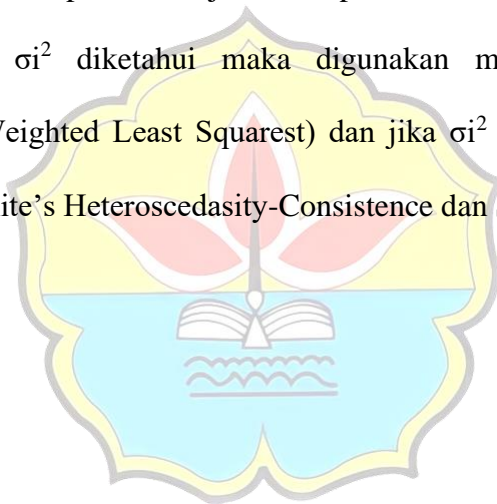 σi² diketahui maka digunakan
Weighted Least Squarest) dan jika σi²
ite’s Heteroscedasity-Consistence dan